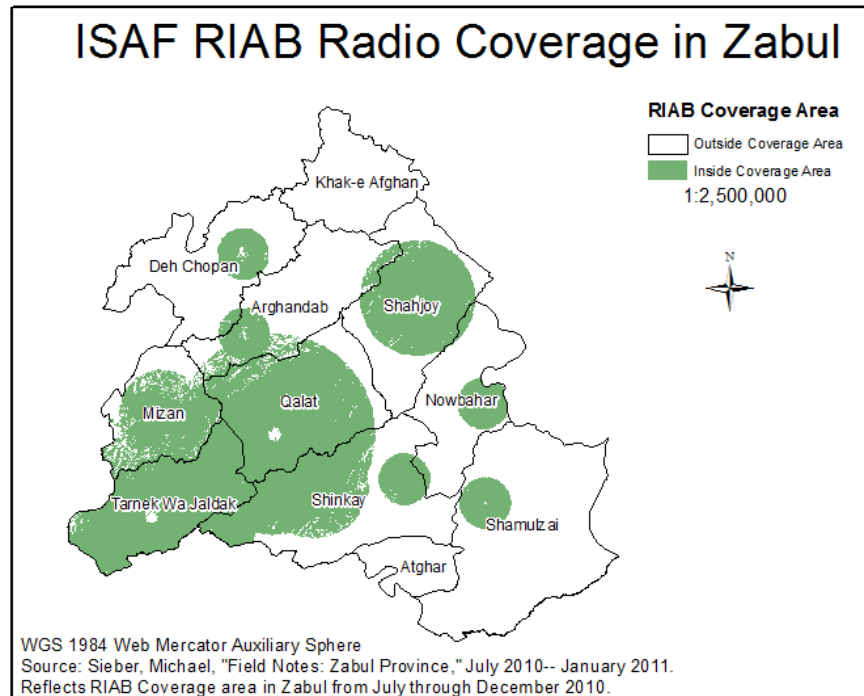 ISAF RIAB Radio Coverage in Zabul
RIAB Coverage Area
Outside Coverage Area
Inside Coverage Area
1:2,500,000
N
Khak-e Afghan
Deh Chopan
Arghandab
Shahjoy
Mizan
Qalat
Nowbahar
Tarnek Wa Jaldak
Shinkay
Shamulzai
Atghar
WGS 1984 Web Mercator Auxiliary Sphere
Source: Sieber, Michael, "Field Notes: Zabul Province," July 2010-- January 2011.
Reflects RIAB Coverage area in Zabul from July through December 2010.